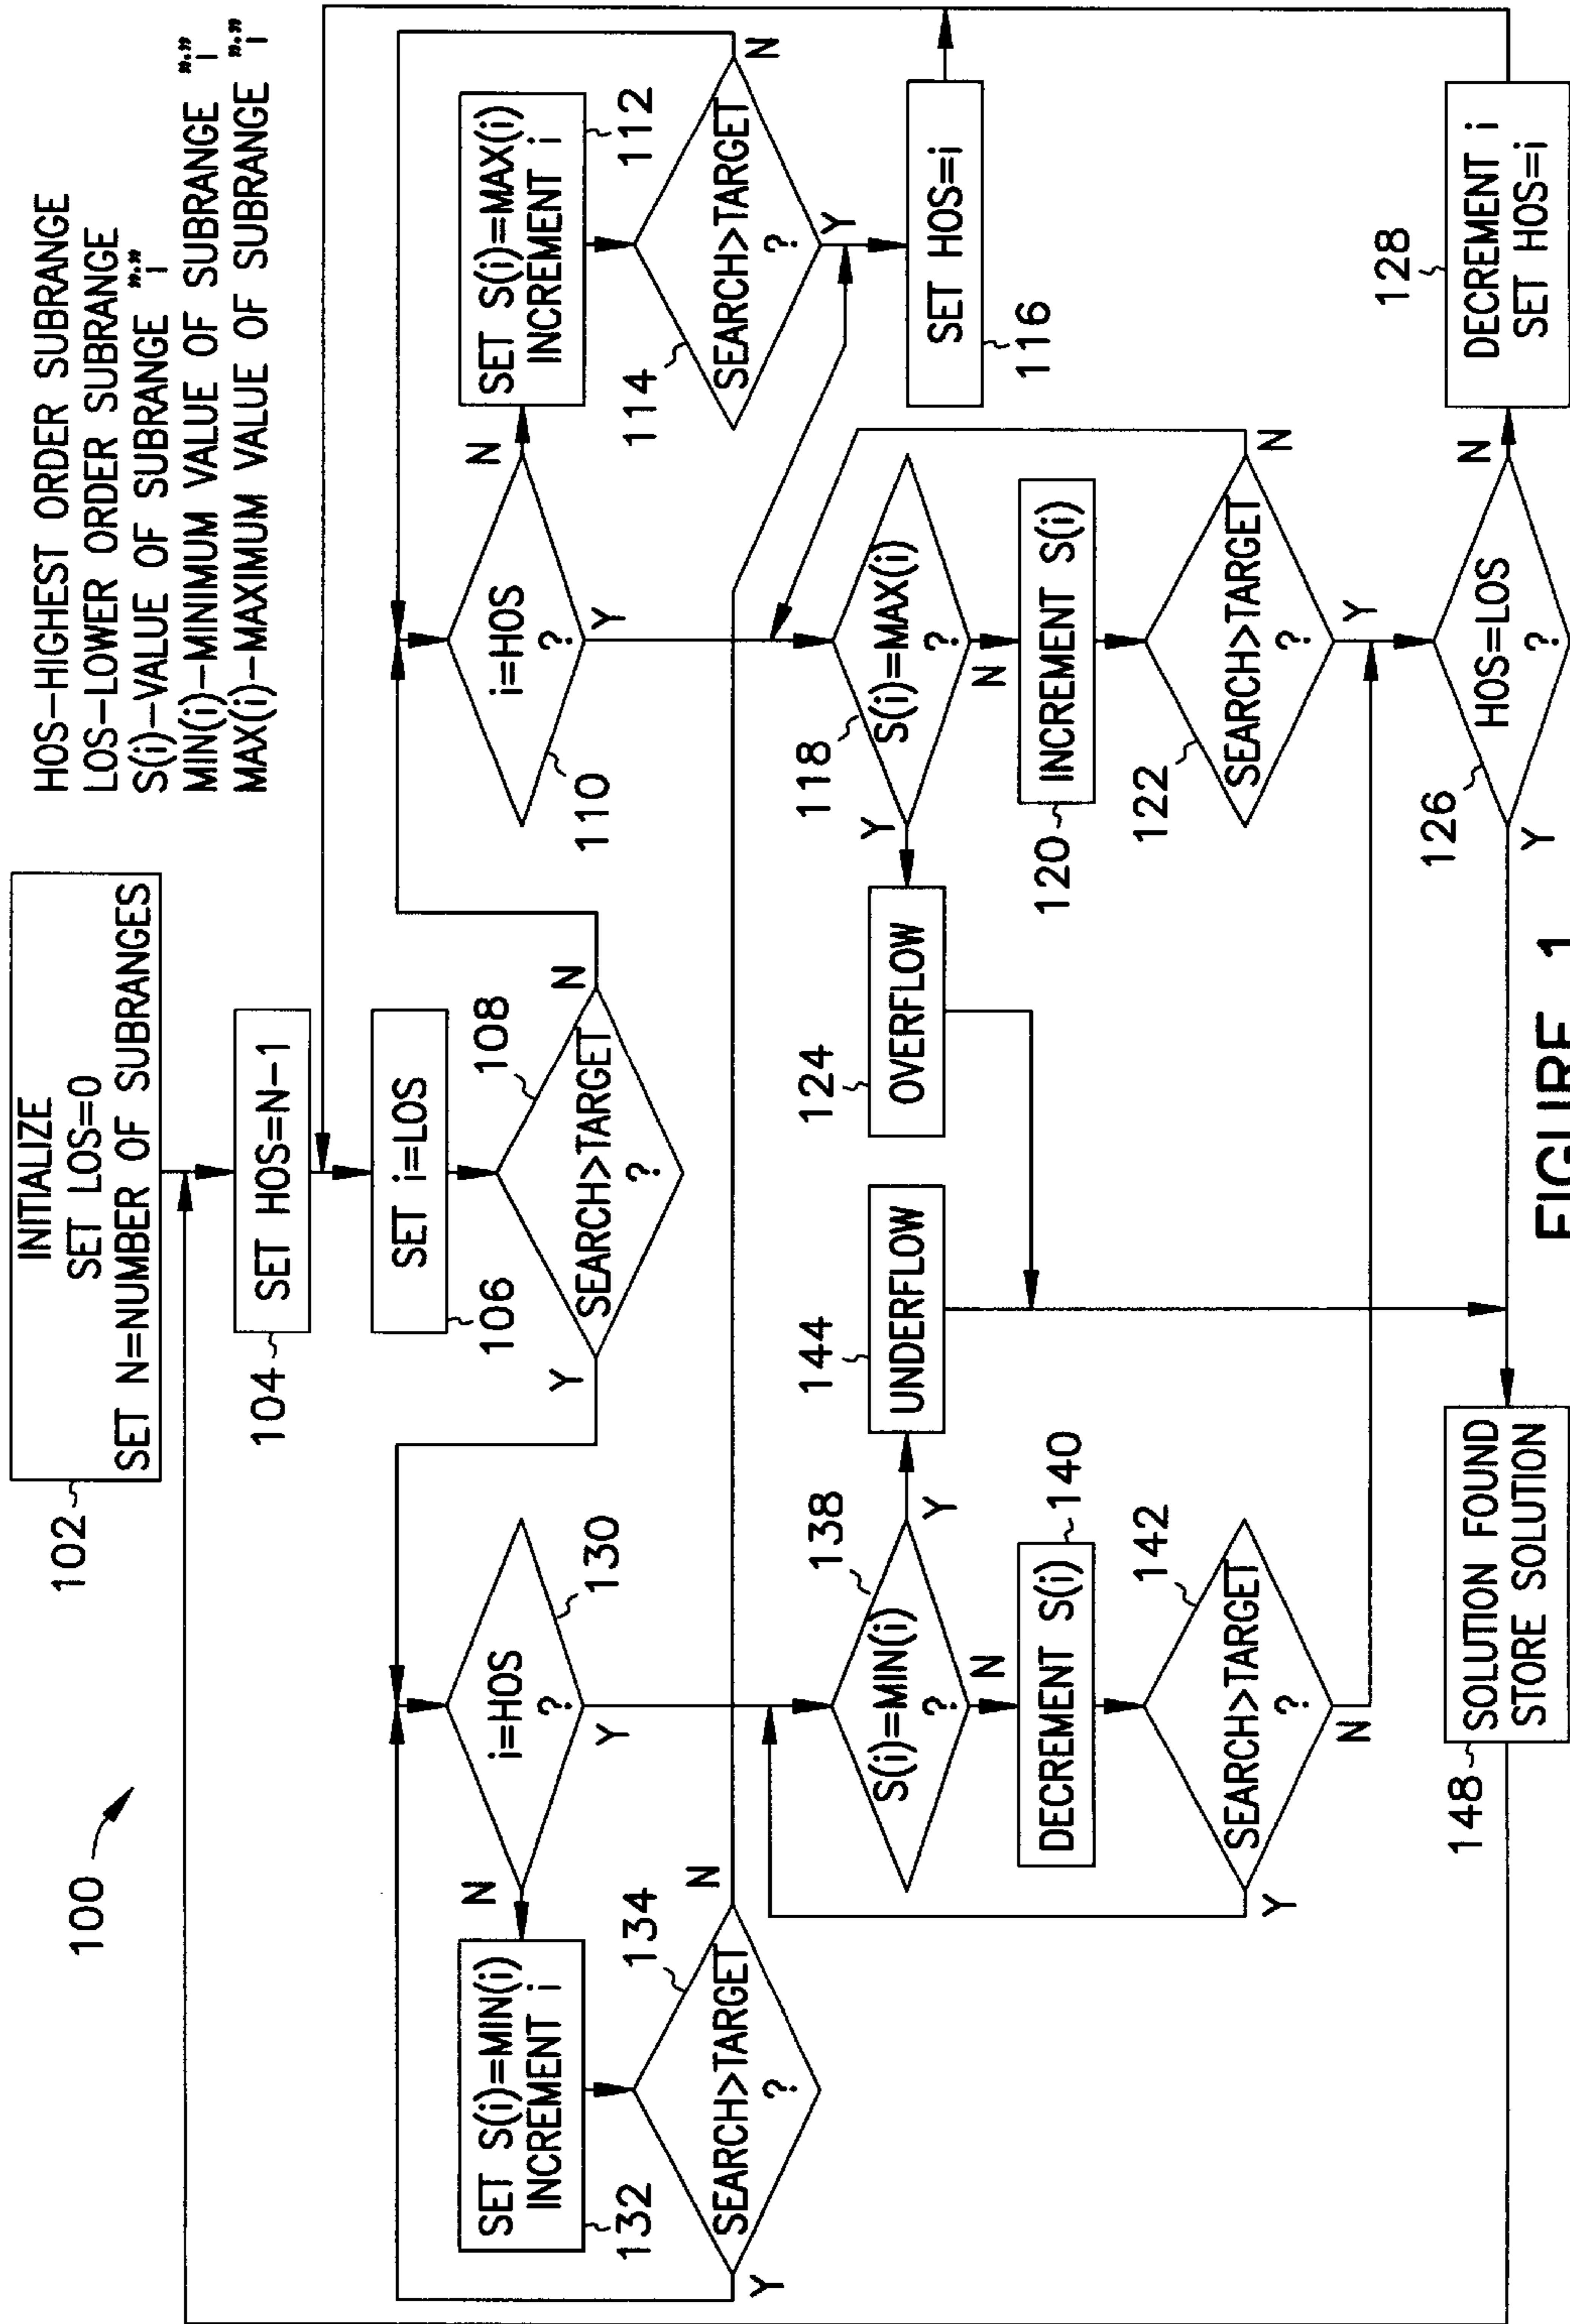 HOS-HIGHEST ORDER SUBRANGE
LOS-LOWER ORDER SUBRANGE
S(i)-VALUE OF SUBRANGE "i"
MIN(i)-MINIMUM VALUE OF SUBRANGE "i"
MAX(i)-MAXIMUM VALUE OF SUBRANGE "i"
100
102
INITIALIZE
SET LOS=0
SET N=NUMBER OF SUBRANGES
104
SET HOS=N-1
106
SET i=LOS
108
SEARCH>TARGET
?
Y
N
130
i=HOS
?
N
Y
132
SET S(i)=MIN(i)
INCREMENT i
134
SEARCH>TARGET
?
Y
N
110
i=HOS
?
N
Y
112
SET S(i)=MAX(i)
INCREMENT i
114
SEARCH>TARGET
?
N
Y
116
SET HOS=i
138
S(i)=MIN(i)
?
Y
N
144
UNDERFLOW
124
OVERFLOW
118
S(i)=MAX(i)
?
Y
N
140
DECREMENT S(i)
120
INCREMENT S(i)
142
SEARCH>TARGET
?
Y
N
122
SEARCH>TARGET
?
N
Y
148
SOLUTION FOUND
STORE SOLUTION
126
HOS=LOS
?
Y
N
128
DECREMENT i
SET HOS=i
FIGURE 1